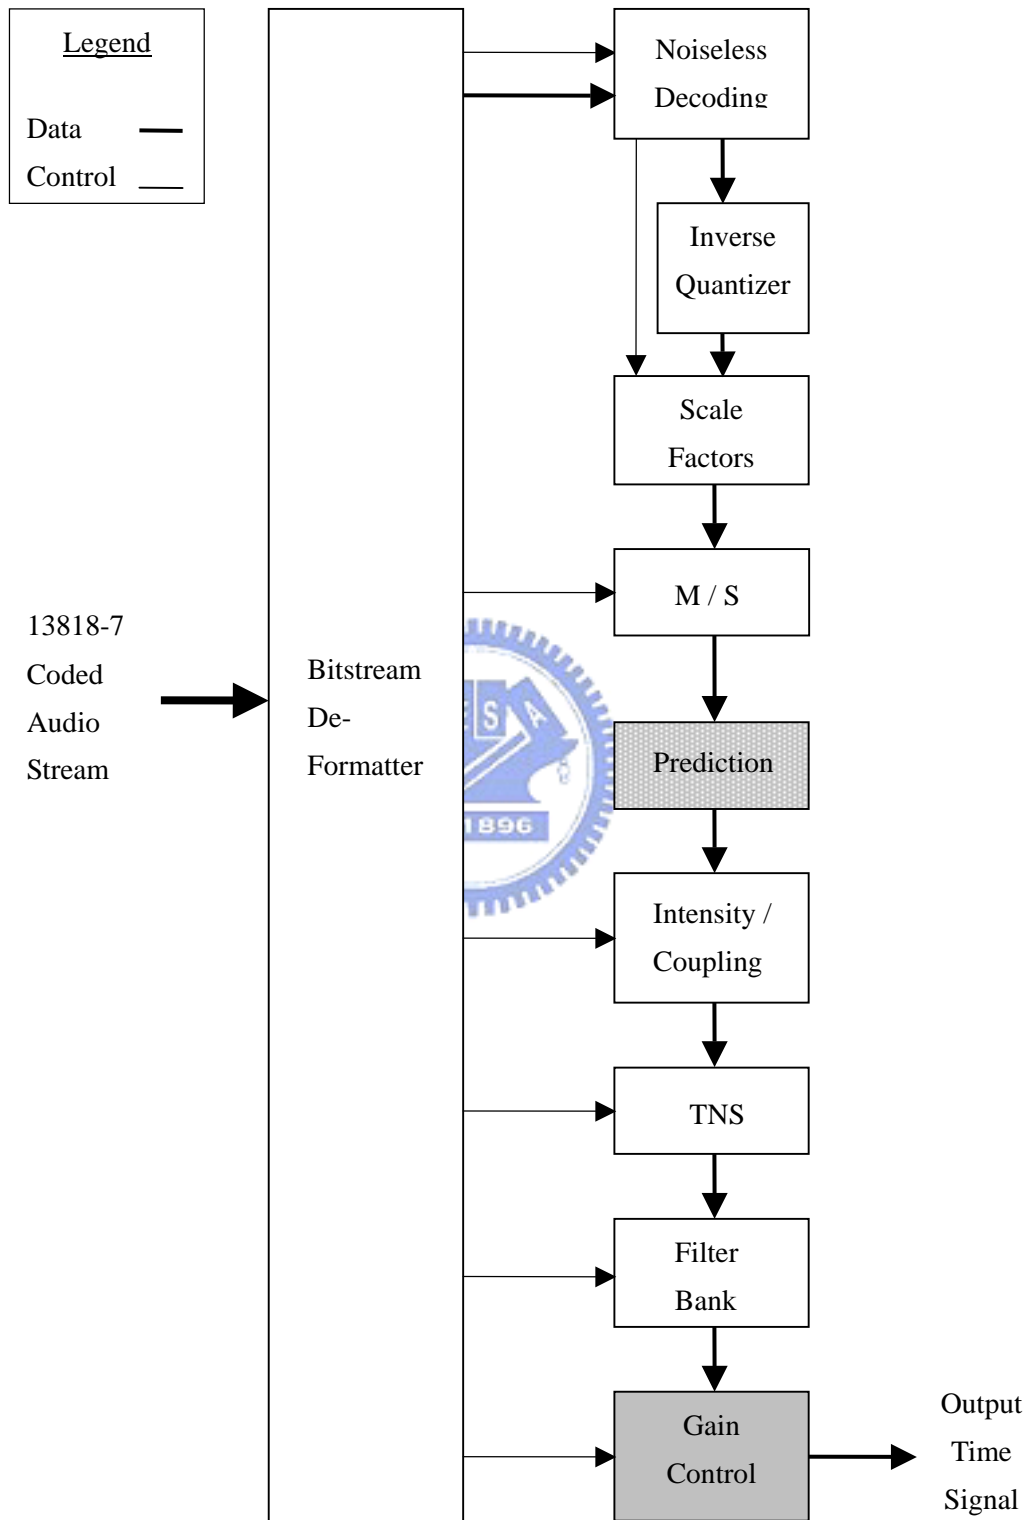 Legend
Data
Control
13818-7
Coded
Audio
Stream
Bitstream
De-
Formatter
Noiseless
Decoding
Inverse
Quantizer
Scale
Factors
M / S
Prediction
Intensity /
Coupling
TNS
Filter
Bank
Gain
Control
Output
Time
Signal
E S A
1896